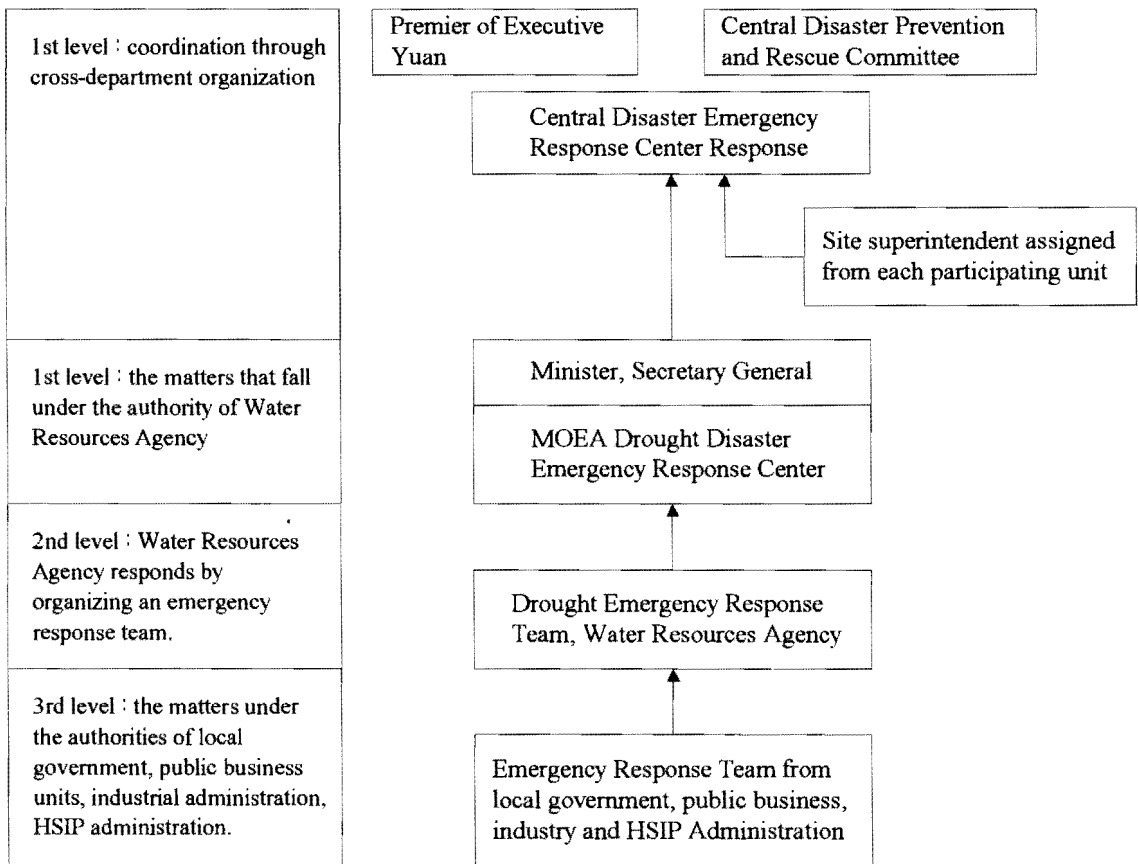 1st level：coordination through
cross-department organization
Premier of Executive
Yuan
Central Disaster Prevention
and Rescue Committee
Central Disaster Emergency
Response Center Response
Site superintendent assigned
from each participating unit
1st level：the matters that fall
under the authority of Water
Resources Agency
Minister, Secretary General
MOEA Drought Disaster
Emergency Response Center
2nd level：Water Resources
Agency responds by
organizing an emergency
response team.
Drought Emergency Response
Team, Water Resources Agency
3rd level：the matters under
the authorities of local
government, public business
units, industrial administration,
HSIP administration.
Emergency Response Team from
local government, public business,
industry and HSIP Administration